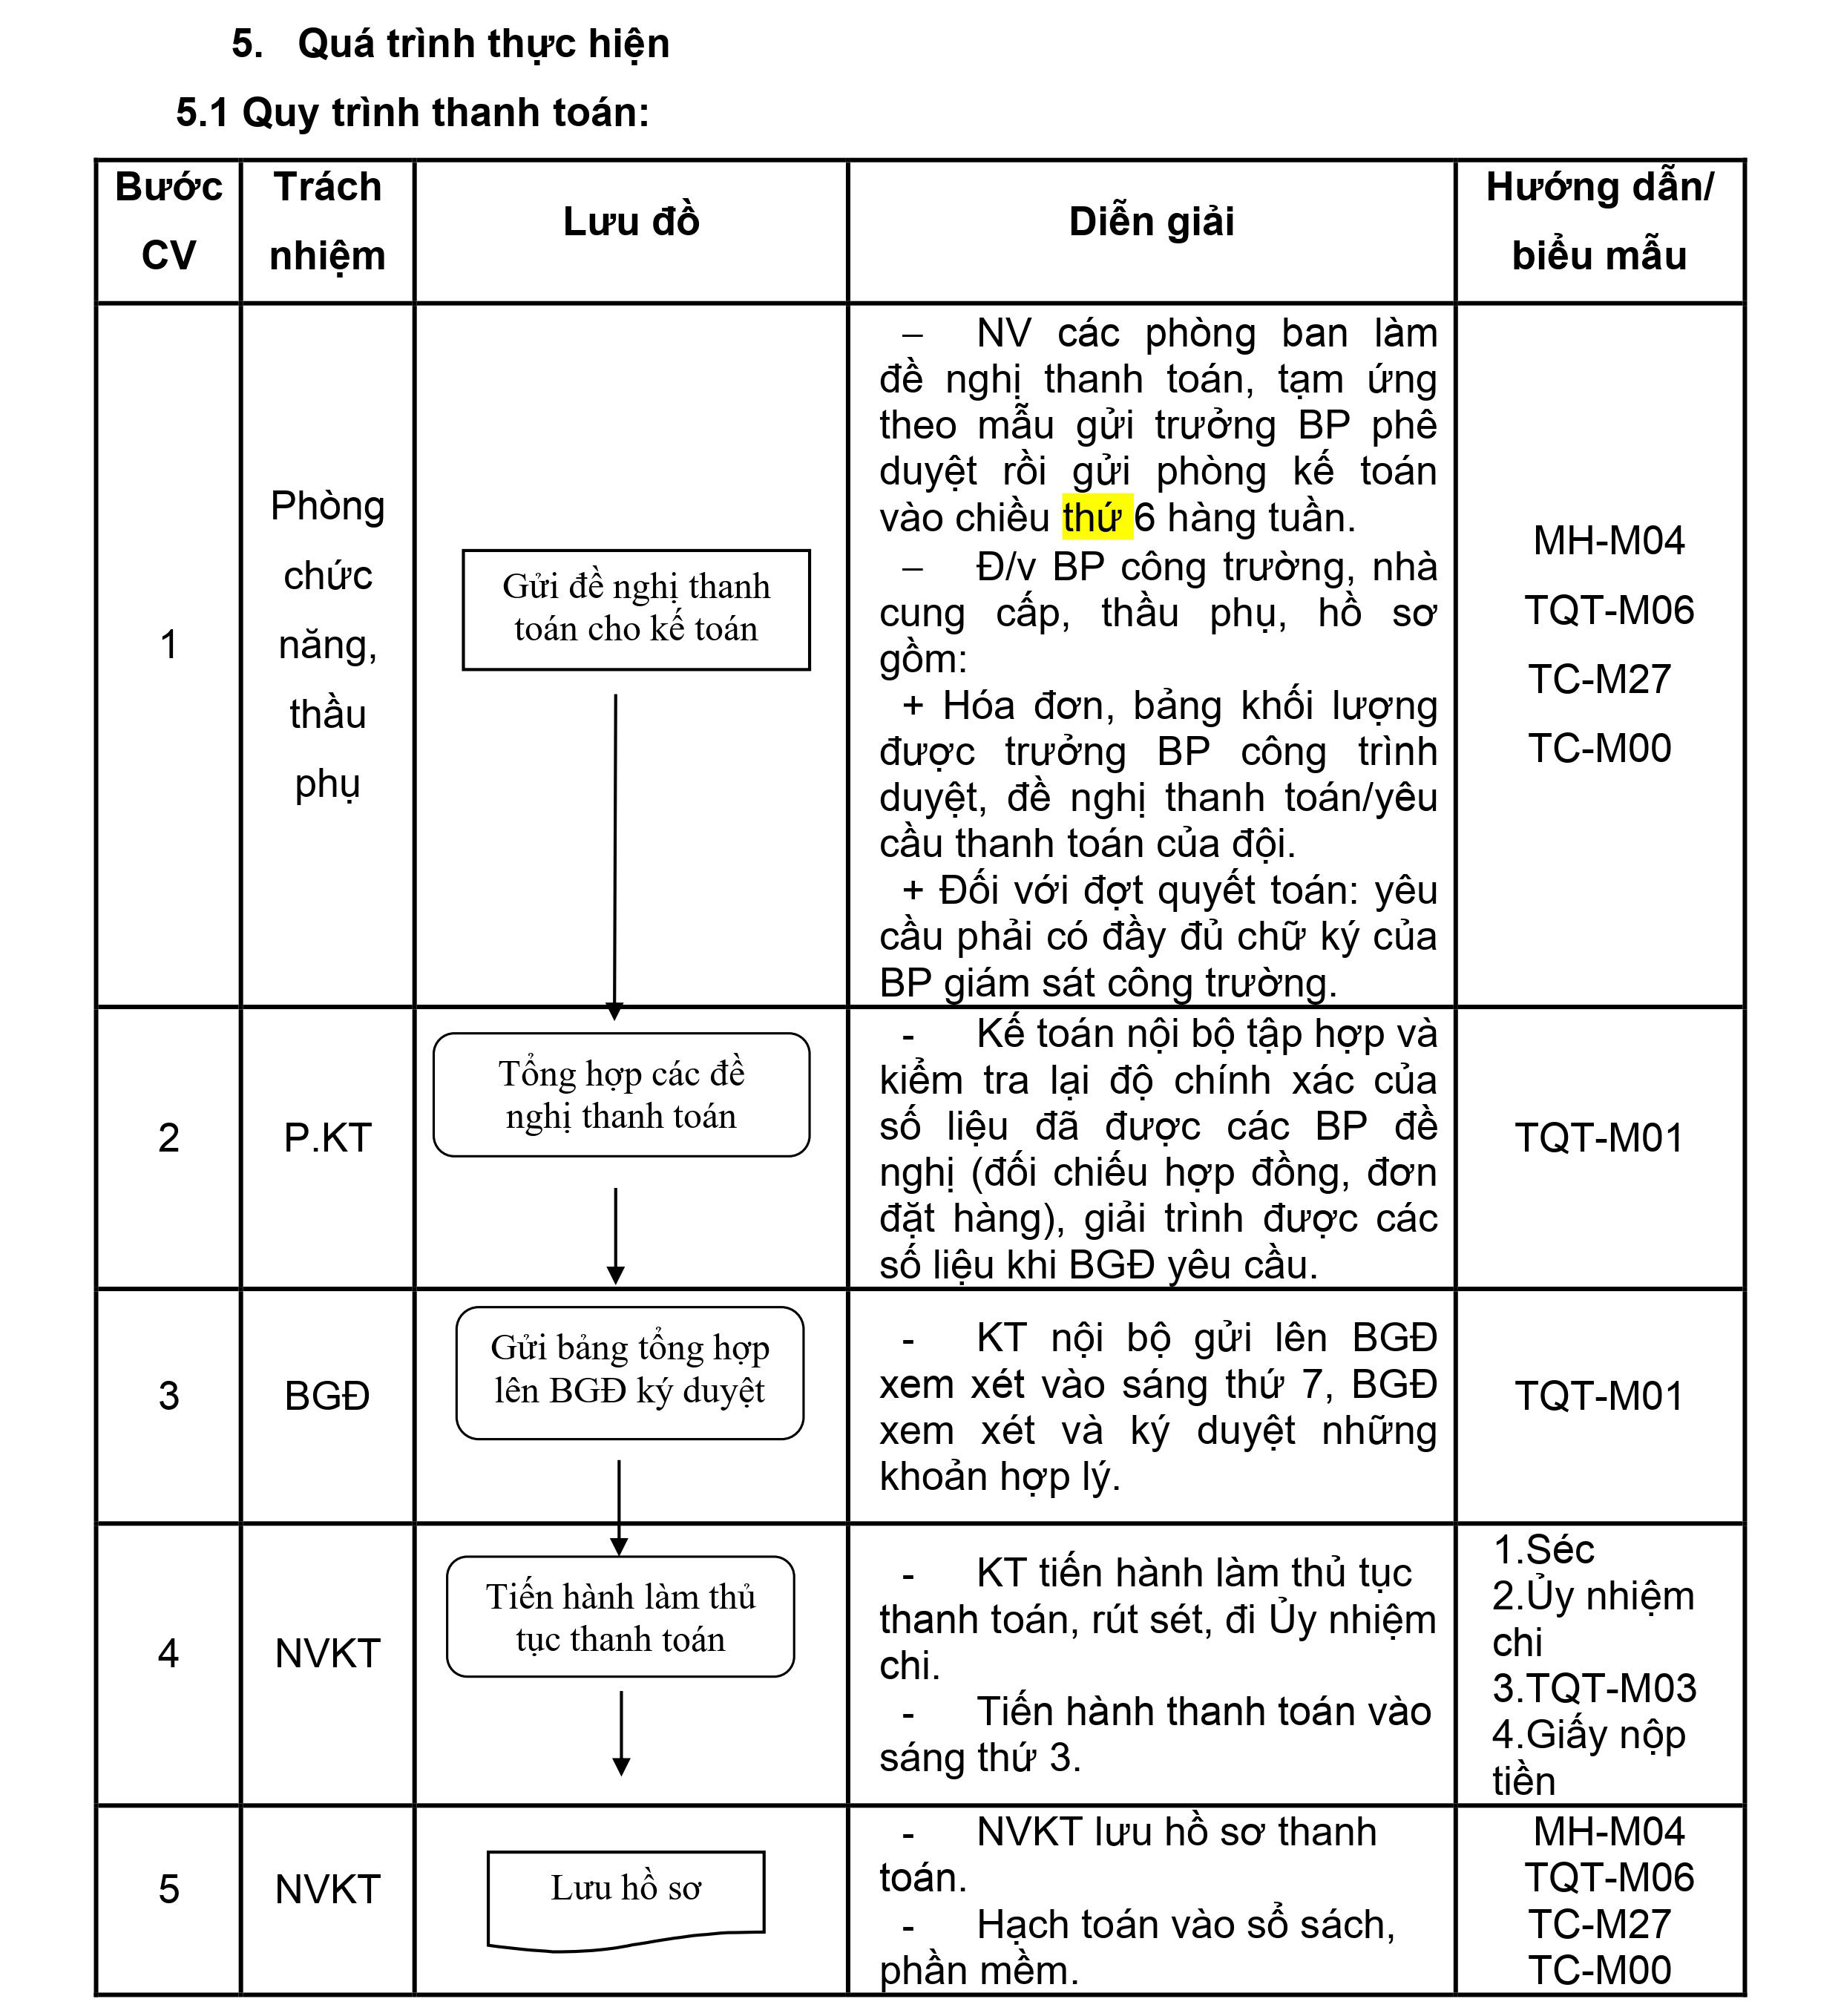 5. Quá trình thực hiện
5.1 Quy trình thanh toán:
Bước
CV
Trách
nhiệm
Lưu đồ
Diễn giải
Hướng dẫn/
biểu mẫu
1
Phòng
chức
năng,
thầu
phụ
Gửi đề nghị thanh
toán cho kế toán
– NV các phòng ban làm
đề nghị thanh toán, tạm ứng
theo mẫu gửi trưởng BP phê
duyệt rồi gửi phòng kế toán
vào chiều thứ 6 hàng tuần.
– Đ/v BP công trường, nhà
cung cấp, thầu phụ, hồ sơ
gồm:
+ Hóa đơn, bảng khối lượng
được trưởng BP công trình
duyệt, đề nghị thanh toán/yêu
cầu thanh toán của đội.
+ Đối với đợt quyết toán: yêu
cầu phải có đầy đủ chữ ký của
BP giám sát công trường.
MH-M04
TQT-M06
TC-M27
TC-M00
2
P.KT
Tổng hợp các đề
nghị thanh toán
- Kế toán nội bộ tập hợp và
kiểm tra lại độ chính xác của
số liệu đã được các BP đề
nghị (đối chiếu hợp đồng, đơn
đặt hàng), giải trình được các
số liệu khi BGĐ yêu cầu.
TQT-M01
3
BGĐ
Gửi bảng tổng hợp
lên BGĐ ký duyệt
- KT nội bộ gửi lên BGĐ
xem xét vào sáng thứ 7, BGĐ
xem xét và ký duyệt những
khoản hợp lý.
TQT-M01
4
NVKT
Tiến hành làm thủ
tục thanh toán
- KT tiến hành làm thủ tục
thanh toán, rút sét, đi Ủy nhiệm
chi.
- Tiến hành thanh toán vào
sáng thứ 3.
1.Séc
2.Ủy nhiệm
chi
3.TQT-M03
4.Giấy nộp
tiền
5
NVKT
Lưu hồ sơ
- NVKT lưu hồ sơ thanh
toán.
- Hạch toán vào sổ sách,
phần mềm.
MH-M04
TQT-M06
TC-M27
TC-M00